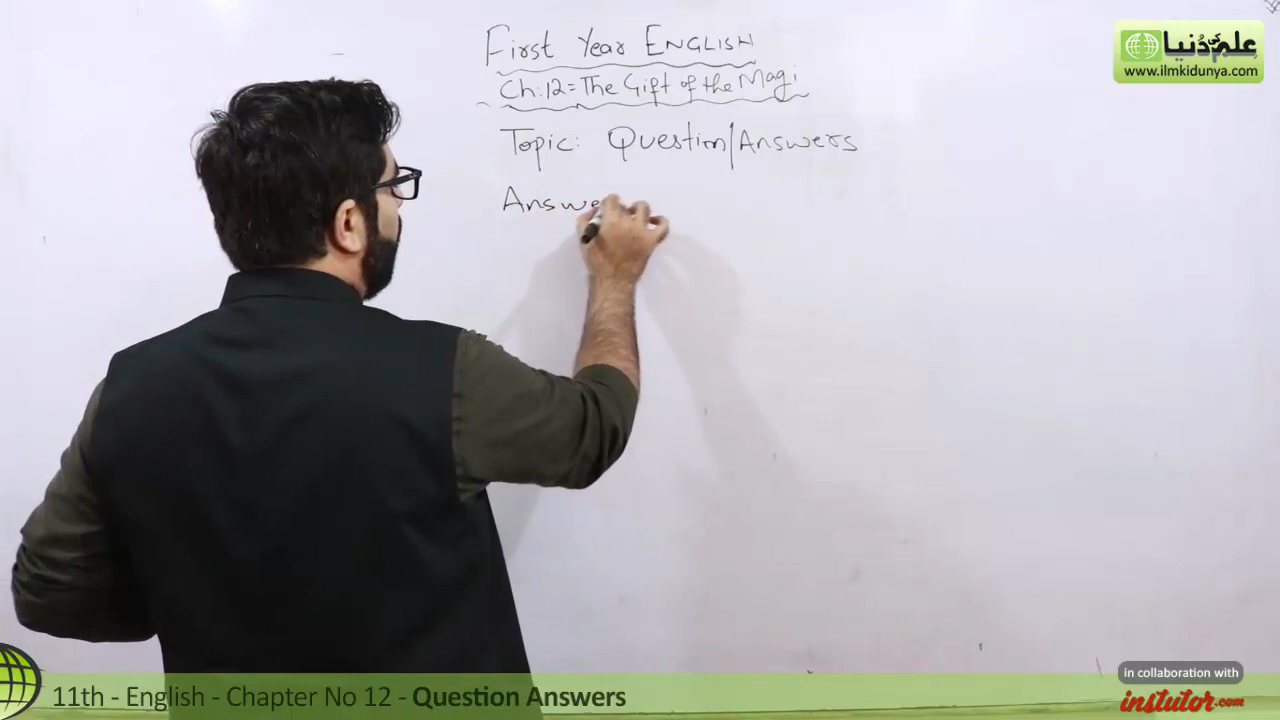 First Year ENGLISH
Ch:12=The Gift of the Magi
Topic: Question/Answers
Answe
علم کی دُنیا
www.ilmkidunya.com
in collaboration with
instutor.com
11th - English - Chapter No 12 - Question Answers